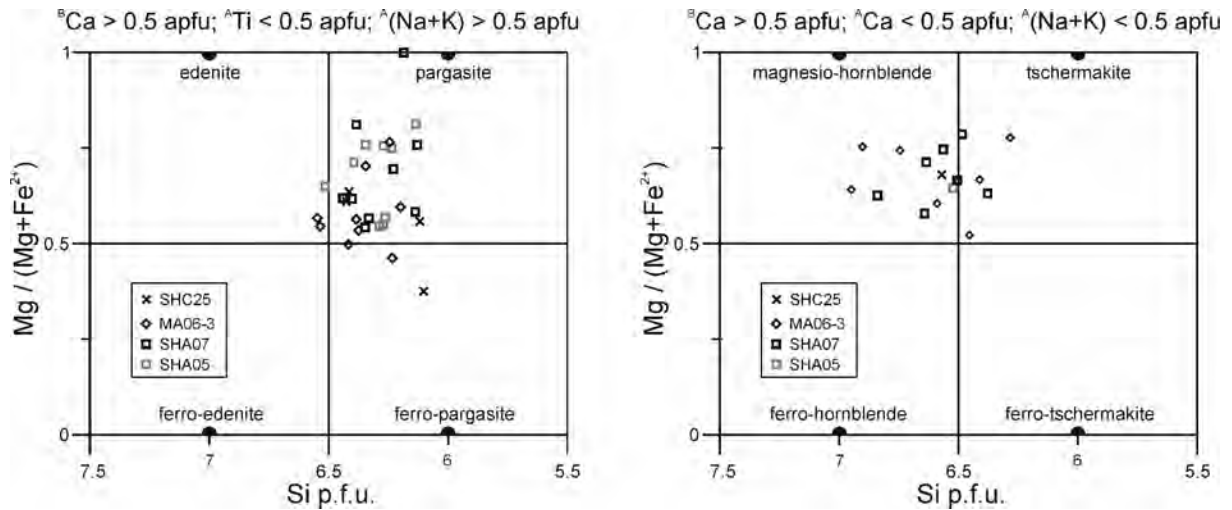 ᴮCa > 0.5 apfu; ᴬTi < 0.5 apfu; ᴬ(Na+K) > 0.5 apfu
1
edenite
pargasite
Mg / (Mg+Fe²⁺)
0.5
SHC25
MA06-3
SHA07
SHA05
ferro-edenite
ferro-pargasite
0
7.5
7
6.5
6
5.5
Si p.f.u.
ᴮCa > 0.5 apfu; ᴬCa < 0.5 apfu; ᴬ(Na+K) < 0.5 apfu
1
magnesio-hornblende
tschermakite
Mg / (Mg+Fe²⁺)
0.5
SHC25
MA06-3
SHA07
SHA05
ferro-hornblende
ferro-tschermakite
0
7.5
7
6.5
6
5.5
Si p.f.u.